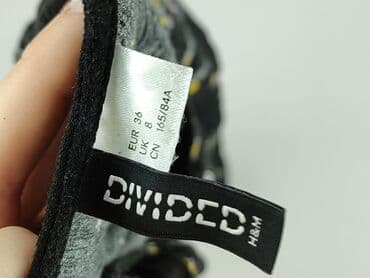 EUR 36
UK 8
CN 165/84A
DIVIDED
H&M